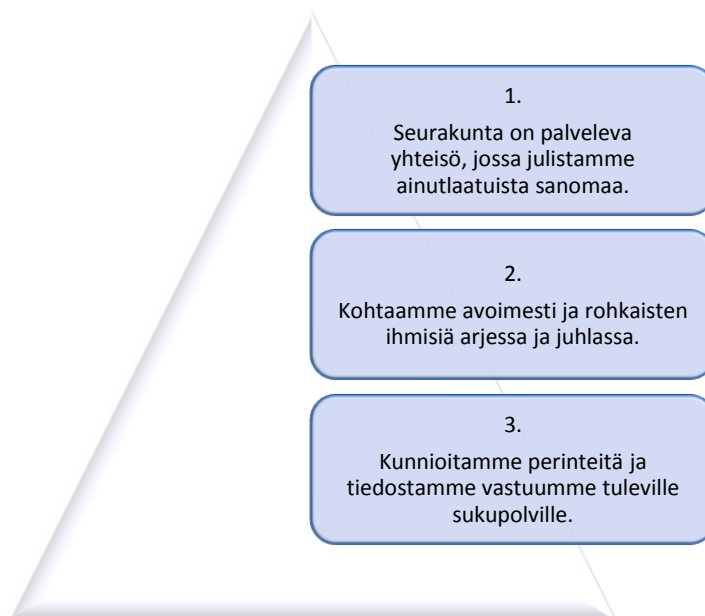 1.
Seurakunta on palveleva
yhteisö, jossa julistamme
ainutlaatuista sanomaa.
2.
Kohtaamme avoimesti ja rohkaisten
ihmisiä arjessa ja juhlassa.
3.
Kunnioitamme perinteitä ja
tiedostamme vastuumme tuleville
sukupolville.